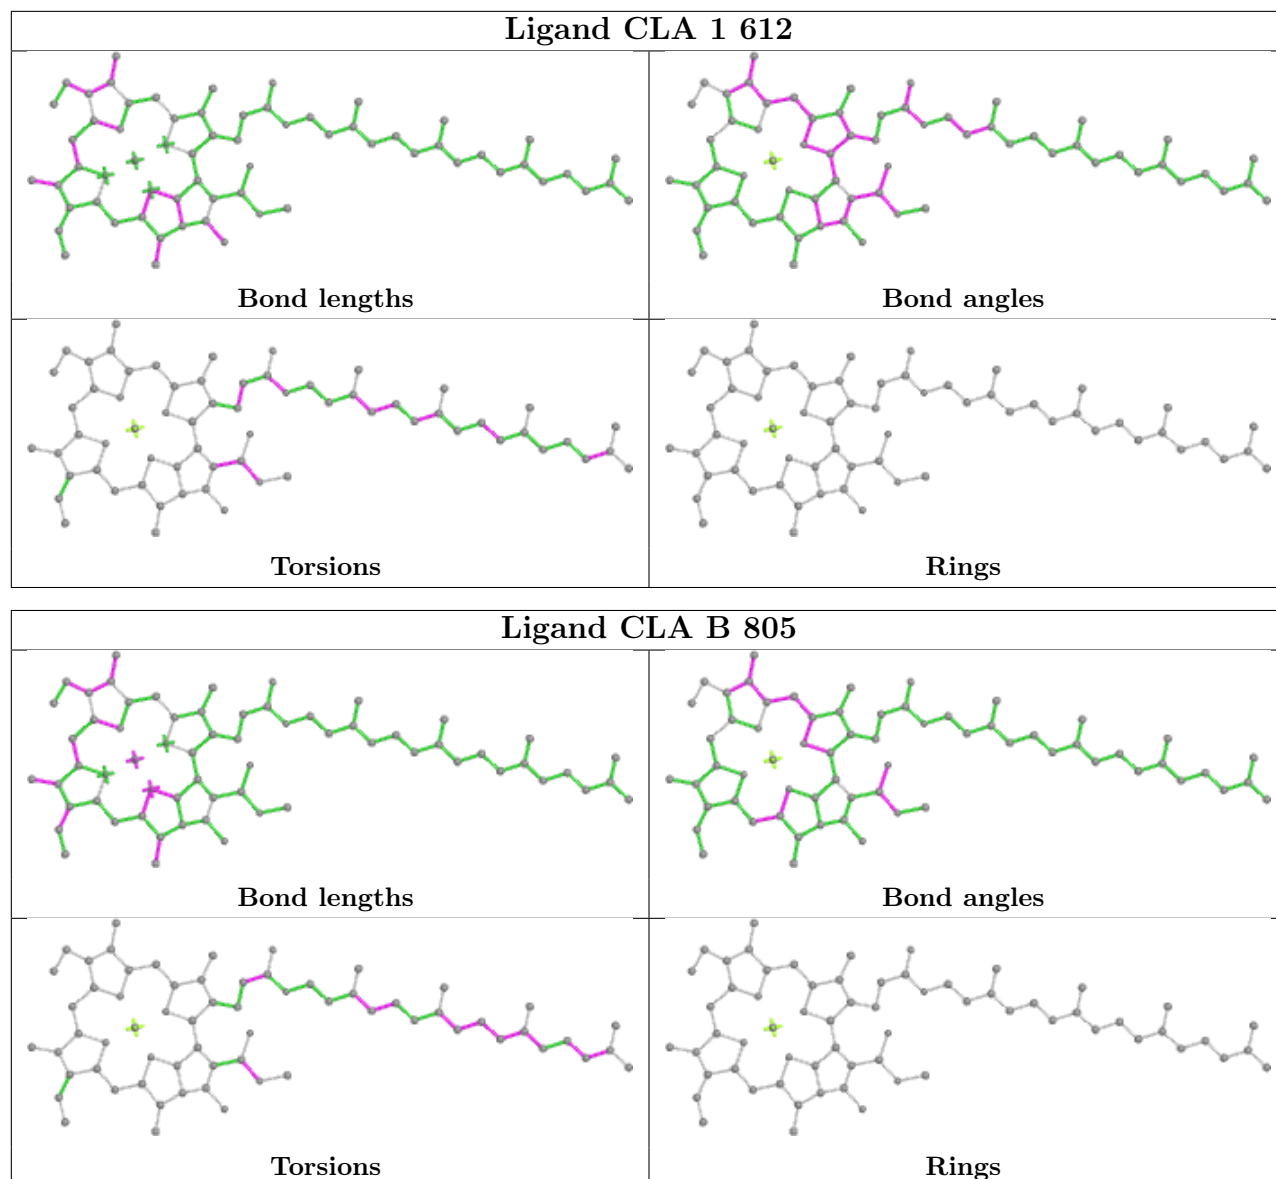 Ligand CLA 1 612
Bond lengths
Bond angles
Torsions
Rings
Ligand CLA B 805
Bond lengths
Bond angles
Torsions
Rings